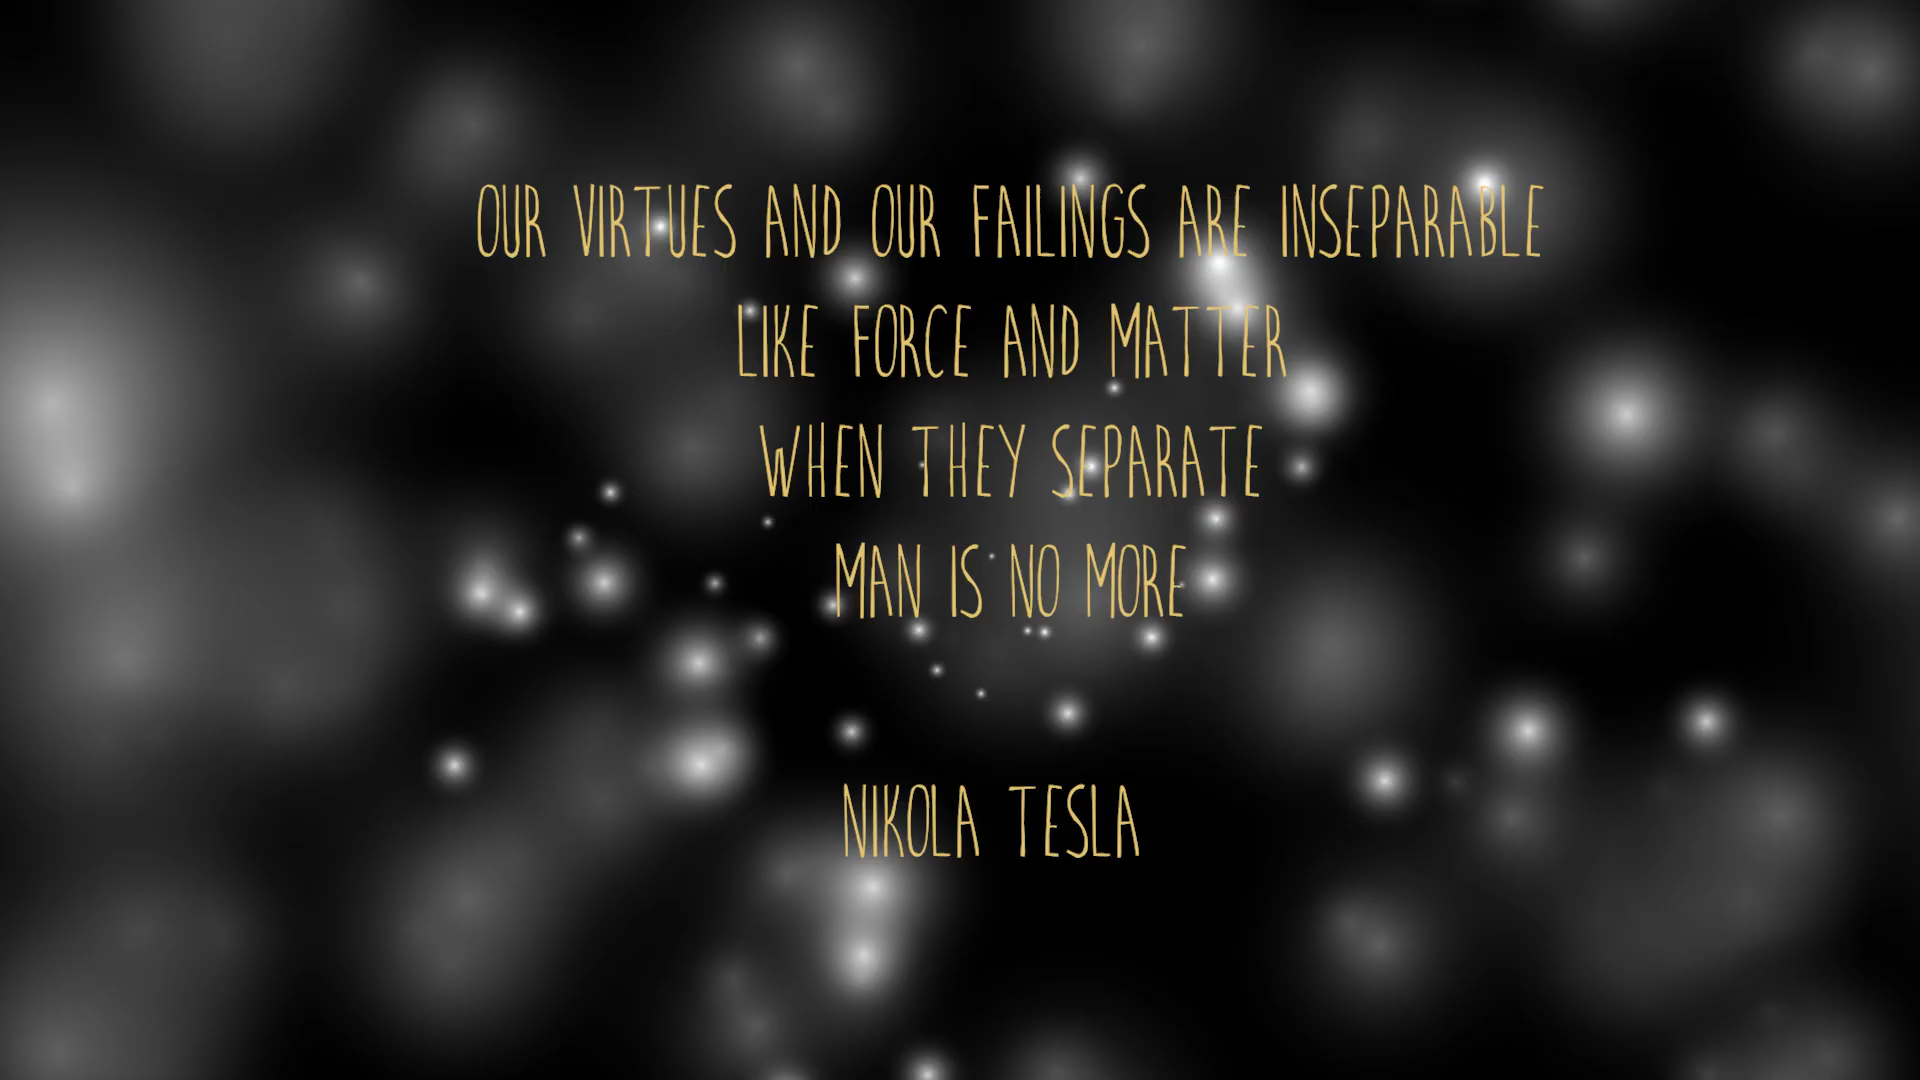 OUR VIRTUES AND OUR FAILINGS ARE INSEPARABLE
LIKE FORCE AND MATTER
WHEN THEY SEPARATE
MAN IS NO MORE
NIKOLA TESLA